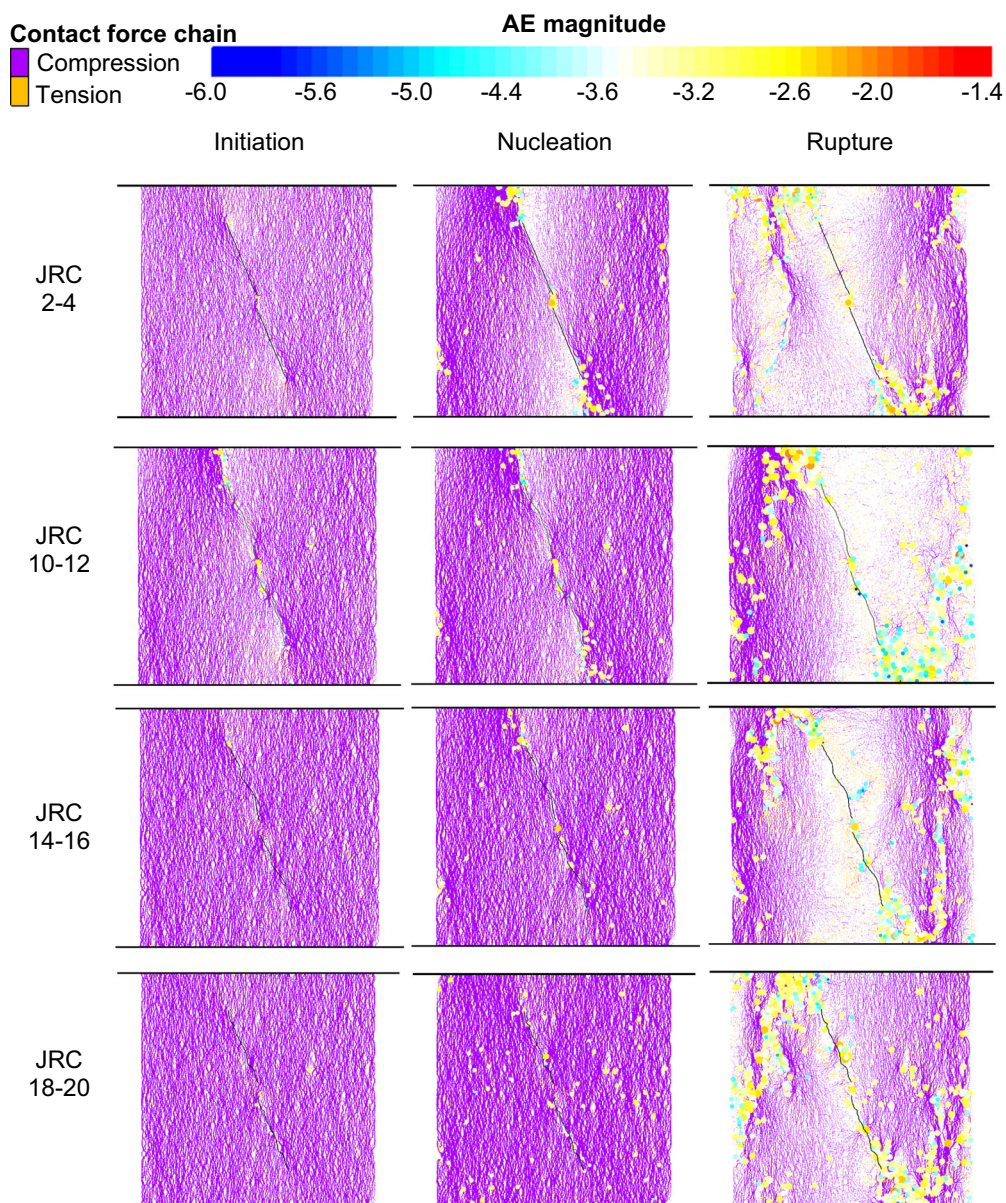 Contact force chain
AE magnitude
Compression
Tension
-6.0 -5.6 -5.0 -4.4 -3.6 -3.2 -2.6 -2.0 -1.4
Initiation Nucleation Rupture
JRC
2-4
JRC
10-12
JRC
14-16
JRC
18-20